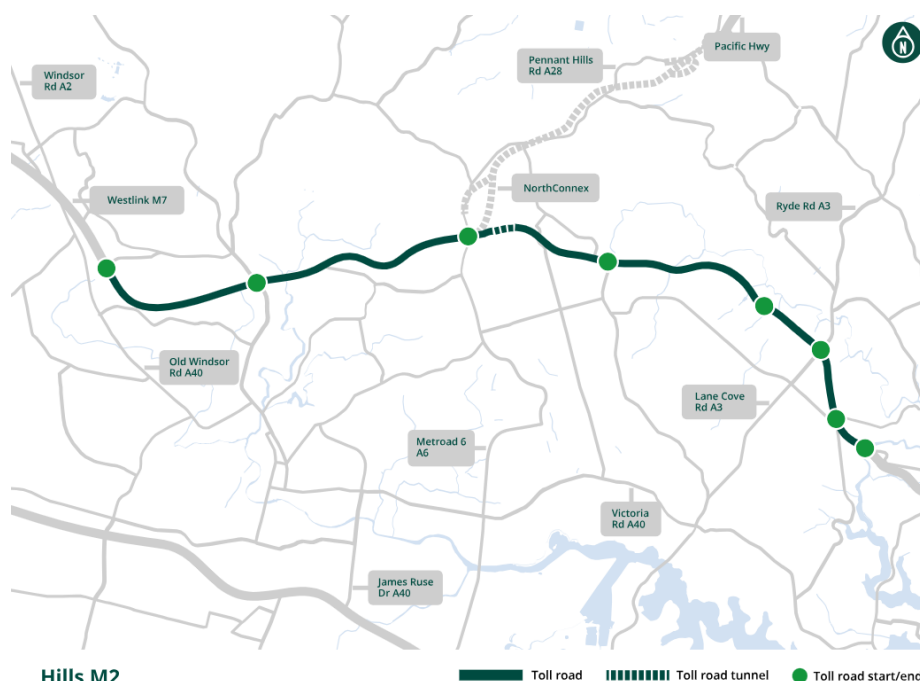 Pacific Hwy
N
Pennant Hills
Rd A28
Windsor
Rd A2
NorthConnex
Westlink M7
Ryde Rd A3
Old Windsor
Rd A40
Lane Cove
Rd A3
Metroad 6
A6
Victoria
Rd A40
James Ruse
Dr A40
Hills M2
Toll road
Toll road tunnel
Toll road start/end